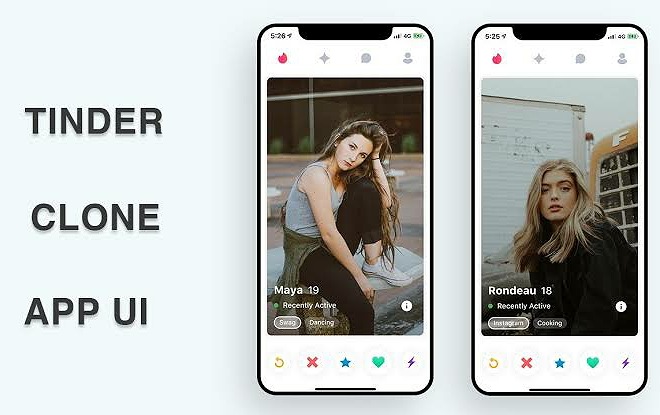 TINDER
CLONE
APP UI
5:26
4G
Maya 19
Recently Active
Swag
Dancing
5:25
4G
F
Rondeau 18
Recently Active
Instagram
Cooking